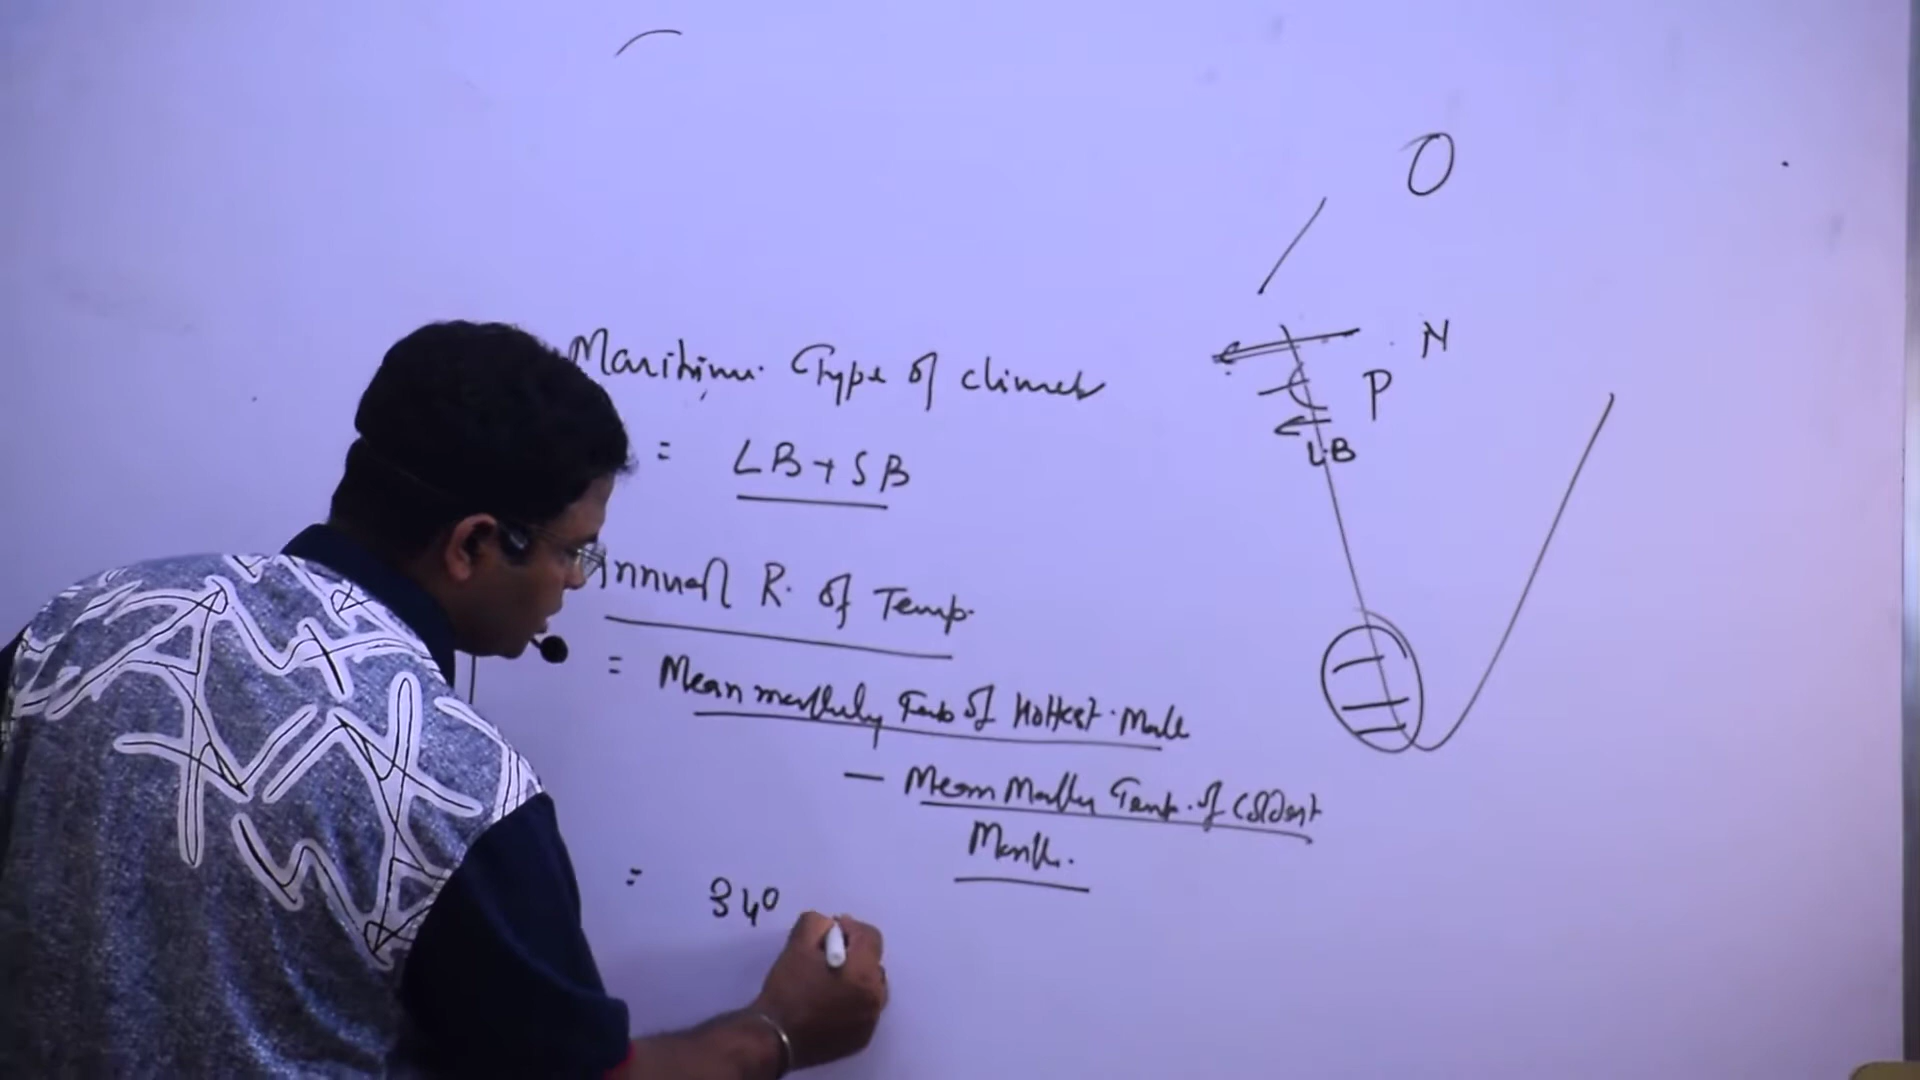 Maritime Type of climate
= LB + SB
Annual R. of Temp.
= Mean monthly Temp of Hottest Month
— Mean Monthly Temp. of Coldest
Month.
= 34°
O
N
P
L.B